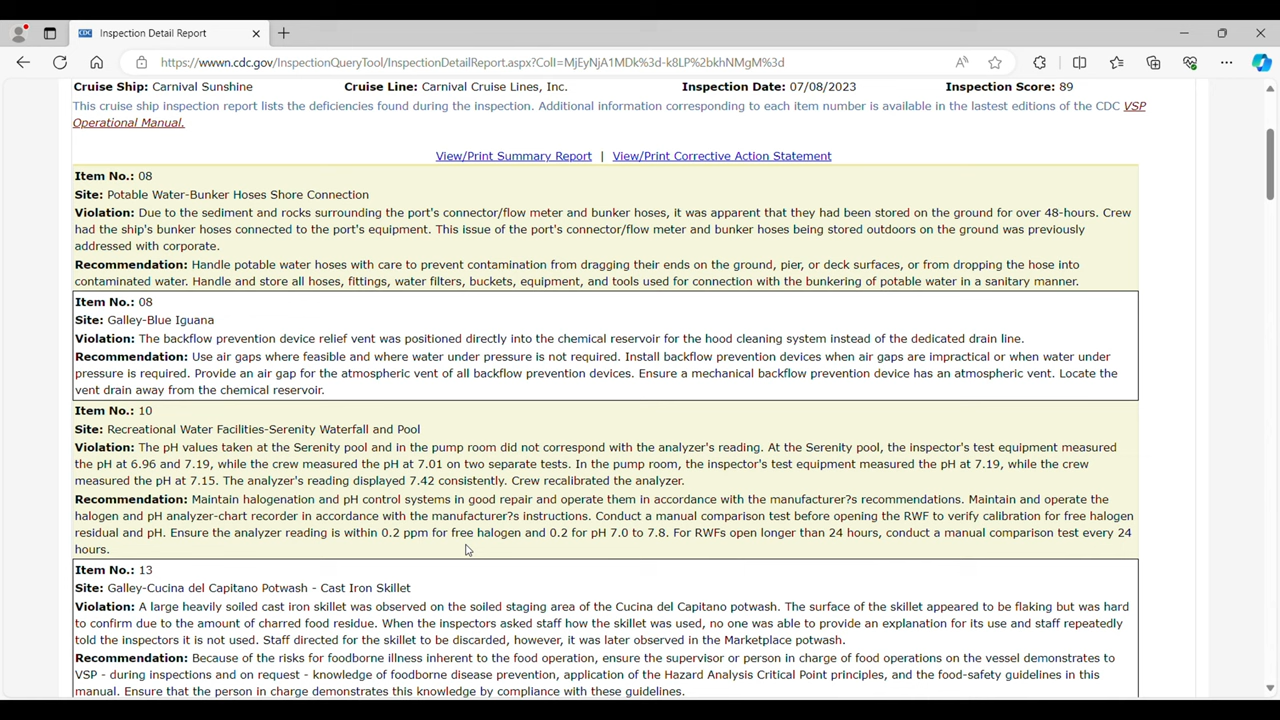 Inspection Detail Report
https://wwwn.cdc.gov/InspectionQueryTool/InspectionDetailReport.aspx?ColI=MjEyNjA1MDk%3d-k8LP%2bkhNMgM%3d
Cruise Ship: Carnival Sunshine Cruise Line: Carnival Cruise Lines, Inc. Inspection Date: 07/08/2023 Inspection Score: 89
This cruise ship inspection report lists the deficiencies found during the inspection. Additional information corresponding to each item number is available in the lastest editions of the CDC VSP
Operational Manual.
View/Print Summary Report | View/Print Corrective Action Statement
Item No.: 08
Site: Potable Water-Bunker Hoses Shore Connection
Violation: Due to the sediment and rocks surrounding the port's connector/flow meter and bunker hoses, it was apparent that they had been stored on the ground for over 48-hours. Crew
had the ship's bunker hoses connected to the port's equipment. This issue of the port's connector/flow meter and bunker hoses being stored outdoors on the ground was previously
addressed with corporate.
Recommendation: Handle potable water hoses with care to prevent contamination from dragging their ends on the ground, pier, or deck surfaces, or from dropping the hose into
contaminated water. Handle and store all hoses, fittings, water filters, buckets, equipment, and tools used for connection with the bunkering of potable water in a sanitary manner.
Item No.: 08
Site: Galley-Blue Iguana
Violation: The backflow prevention device relief vent was positioned directly into the chemical reservoir for the hood cleaning system instead of the dedicated drain line.
Recommendation: Use air gaps where feasible and where water under pressure is not required. Install backflow prevention devices when air gaps are impractical or when water under
pressure is required. Provide an air gap for the atmospheric vent of all backflow prevention devices. Ensure a mechanical backflow prevention device has an atmospheric vent. Locate the
vent drain away from the chemical reservoir.
Item No.: 10
Site: Recreational Water Facilities-Serenity Waterfall and Pool
Violation: The pH values taken at the Serenity pool and in the pump room did not correspond with the analyzer's reading. At the Serenity pool, the inspector's test equipment measured
the pH at 6.96 and 7.19, while the crew measured the pH at 7.01 on two separate tests. In the pump room, the inspector's test equipment measured the pH at 7.19, while the crew
measured the pH at 7.15. The analyzer's reading displayed 7.42 consistently. Crew recalibrated the analyzer.
Recommendation: Maintain halogenation and pH control systems in good repair and operate them in accordance with the manufacturer?s recommendations. Maintain and operate the
halogen and pH analyzer-chart recorder in accordance with the manufacturer?s instructions. Conduct a manual comparison test before opening the RWF to verify calibration for free halogen
residual and pH. Ensure the analyzer reading is within 0.2 ppm for free halogen and 0.2 for pH 7.0 to 7.8. For RWFs open longer than 24 hours, conduct a manual comparison test every 24
hours.
Item No.: 13
Site: Galley-Cucina del Capitano Potwash - Cast Iron Skillet
Violation: A large heavily soiled cast iron skillet was observed on the soiled staging area of the Cucina del Capitano potwash. The surface of the skillet appeared to be flaking but was hard
to confirm due to the amount of charred food residue. When the inspectors asked staff how the skillet was used, no one was able to provide an explanation for its use and staff repeatedly
told the inspectors it is not used. Staff directed for the skillet to be discarded, however, it was later observed in the Marketplace potwash.
Recommendation: Because of the risks for foodborne illness inherent to the food operation, ensure the supervisor or person in charge of food operations on the vessel demonstrates to
VSP - during inspections and on request - knowledge of foodborne disease prevention, application of the Hazard Analysis Critical Point principles, and the food-safety guidelines in this
manual. Ensure that the person in charge demonstrates this knowledge by compliance with these guidelines.